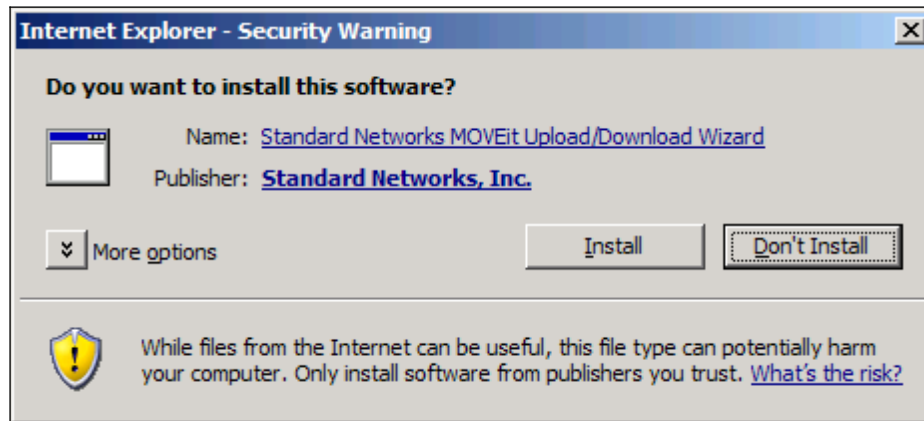 Internet Explorer - Security Warning
Do you want to install this software?
Name: Standard Networks MOVEit Upload/Download Wizard
Publisher: Standard Networks, Inc.
More options
Install
Don't Install
While files from the Internet can be useful, this file type can potentially harm
your computer. Only install software from publishers you trust. What's the risk?